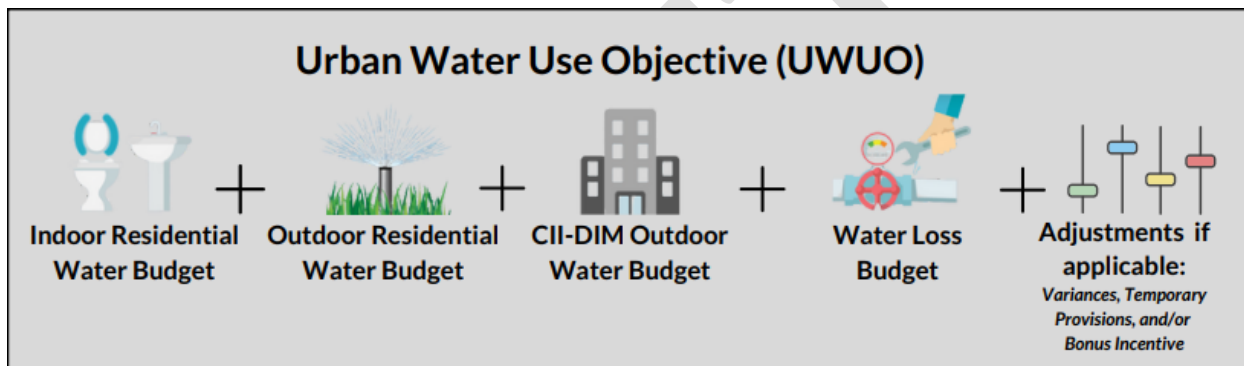 Urban Water Use Objective (UWUO)
Indoor Residential
Water Budget
+
Outdoor Residential
Water Budget
+
CII-DIM Outdoor
Water Budget
+
Water Loss
Budget
+
Adjustments if
applicable:
Variances, Temporary
Provisions, and/or
Bonus Incentive